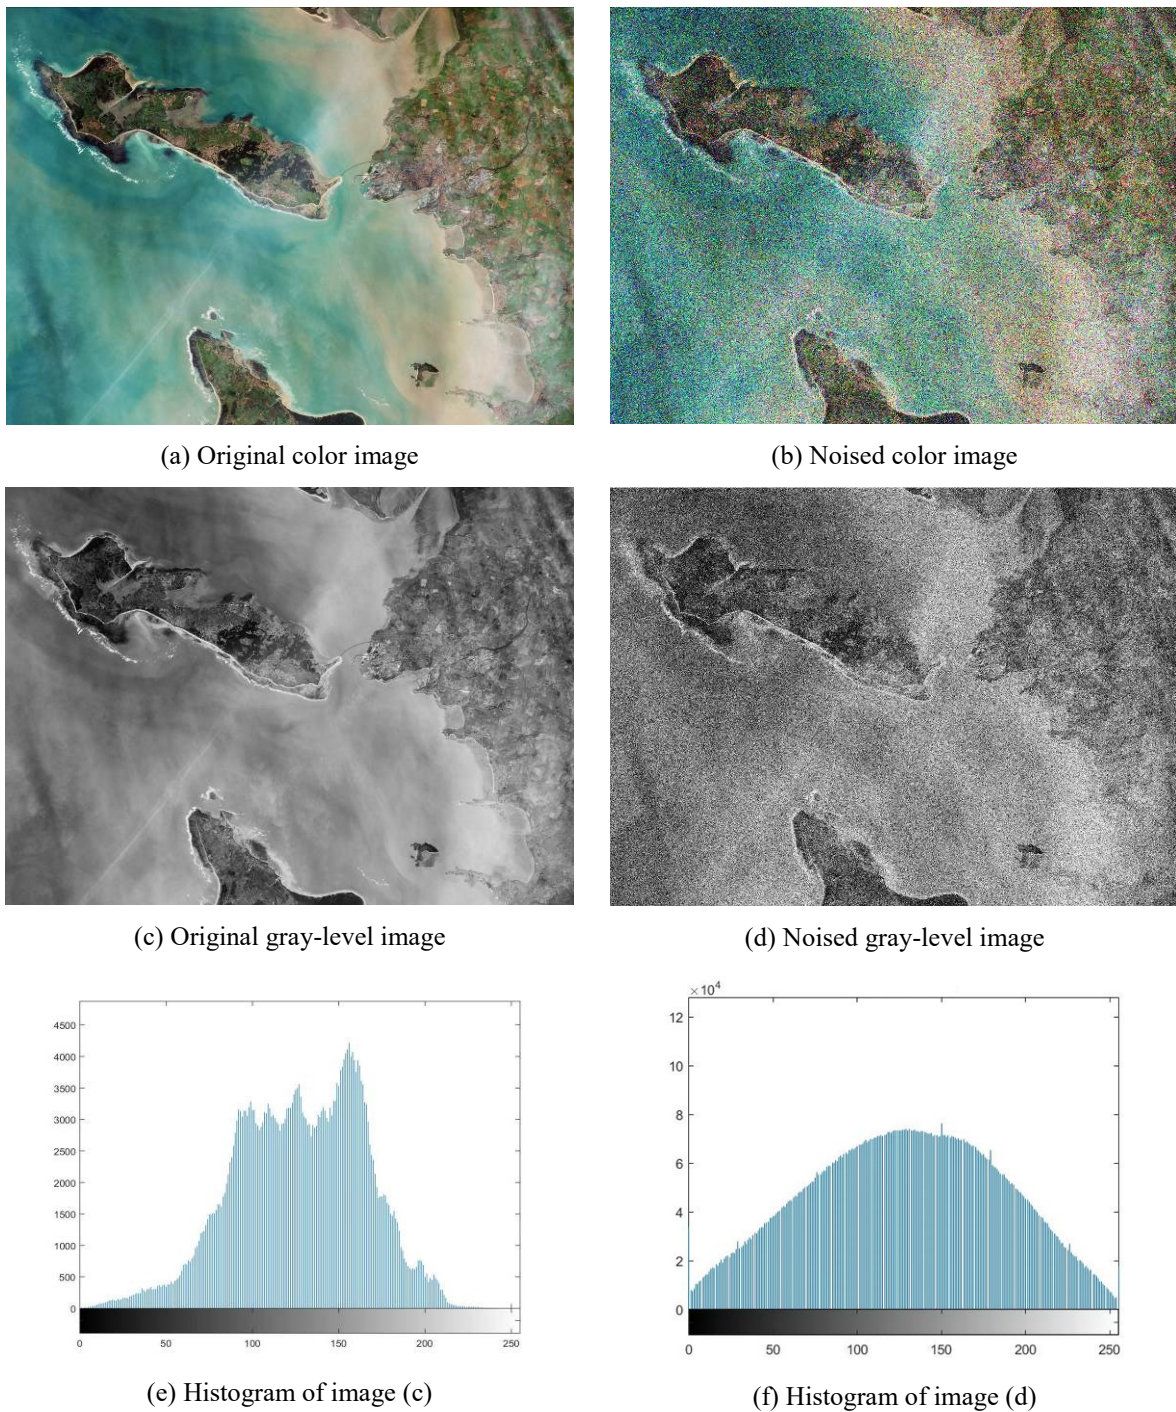 (a) Original color image
(b) Noised color image
(c) Original gray-level image
(d) Noised gray-level image
4500
4000
3500
3000
2500
2000
1500
1000
500
0
0 50 100 150 200 250
×10⁴
12
10
8
6
4
2
0
0 50 100 150 200 250
(e) Histogram of image (c)
(f) Histogram of image (d)